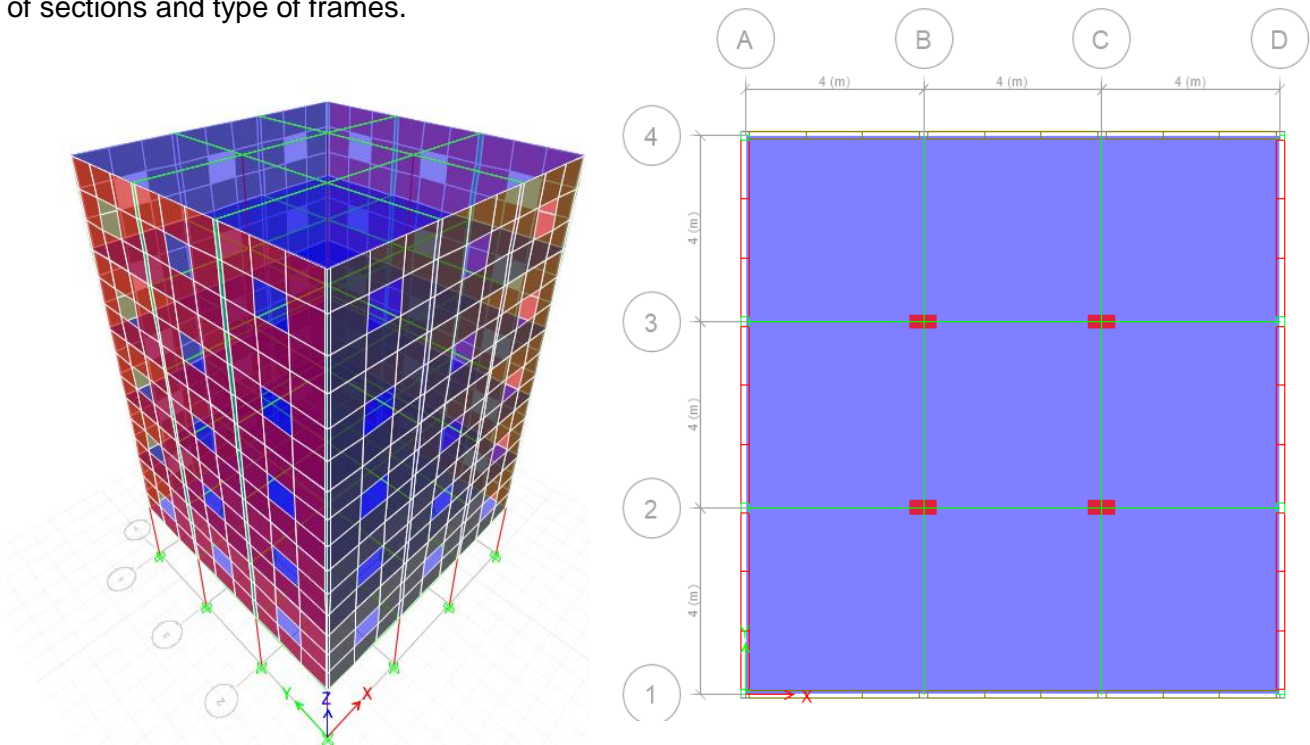 of sections and type of frames.
A B C D
4 (m) 4 (m) 4 (m)
4
4 (m)
3
4 (m)
2
4 (m)
1
Y
X
Y Z X